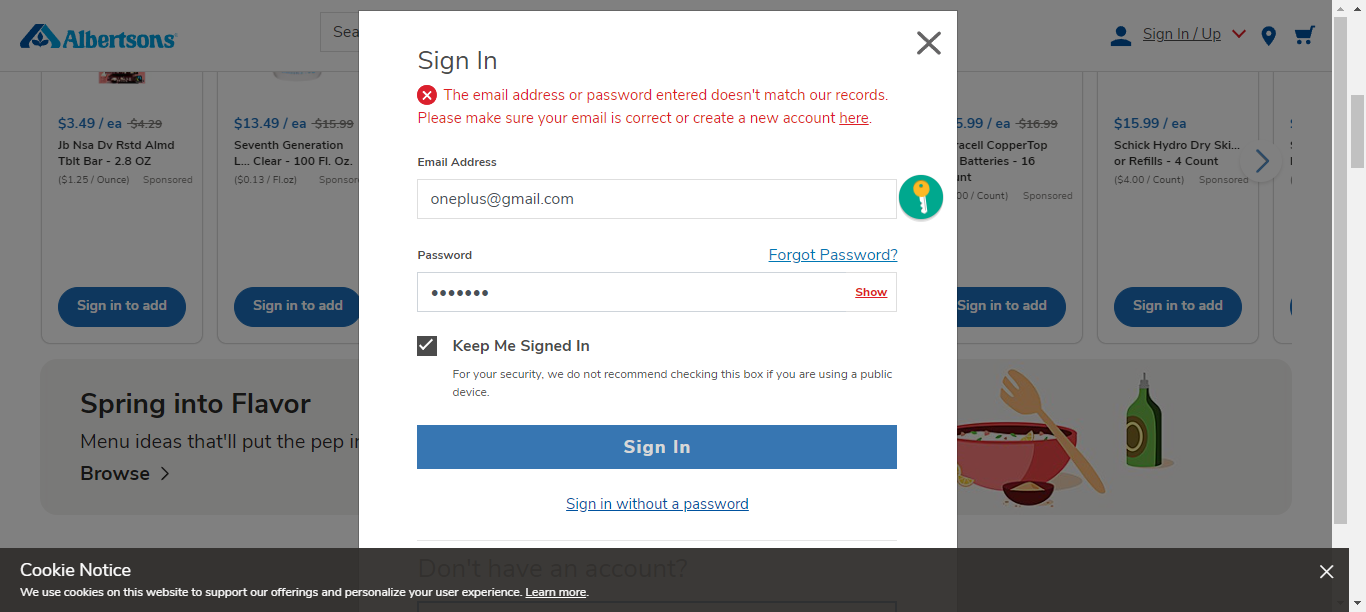 Albertsons
Sea
Sign In / Up
Sign In
The email address or password entered doesn't match our records.
Please make sure your email is correct or create a new account here.
Email Address
oneplus@gmail.com
Password
Forgot Password?
•••••••
Show
Keep Me Signed In
For your security, we do not recommend checking this box if you are using a public
device.
Sign In
Sign in without a password
Don't have an account?
$3.49 / ea $4.29
Jb Nsa Dv Rstd Almd
Tblt Bar - 2.8 OZ
($1.25 / Ounce) Sponsored
Sign in to add
$13.49 / ea $15.99
Seventh Generation
L... Clear - 100 Fl. Oz.
($0.13 / Fl.oz) Sponsor
Sign in to add
5.99 / ea $16.99
racell CopperTop
Batteries - 16
unt
00 / Count) Sponsored
Sign in to add
$15.99 / ea
Schick Hydro Dry Ski...
or Refills - 4 Count
($4.00 / Count) Sponsored
Sign in to add
Spring into Flavor
Menu ideas that'll put the pep in
Browse
Cookie Notice
We use cookies on this website to support our offerings and personalize your user experience. Learn more.